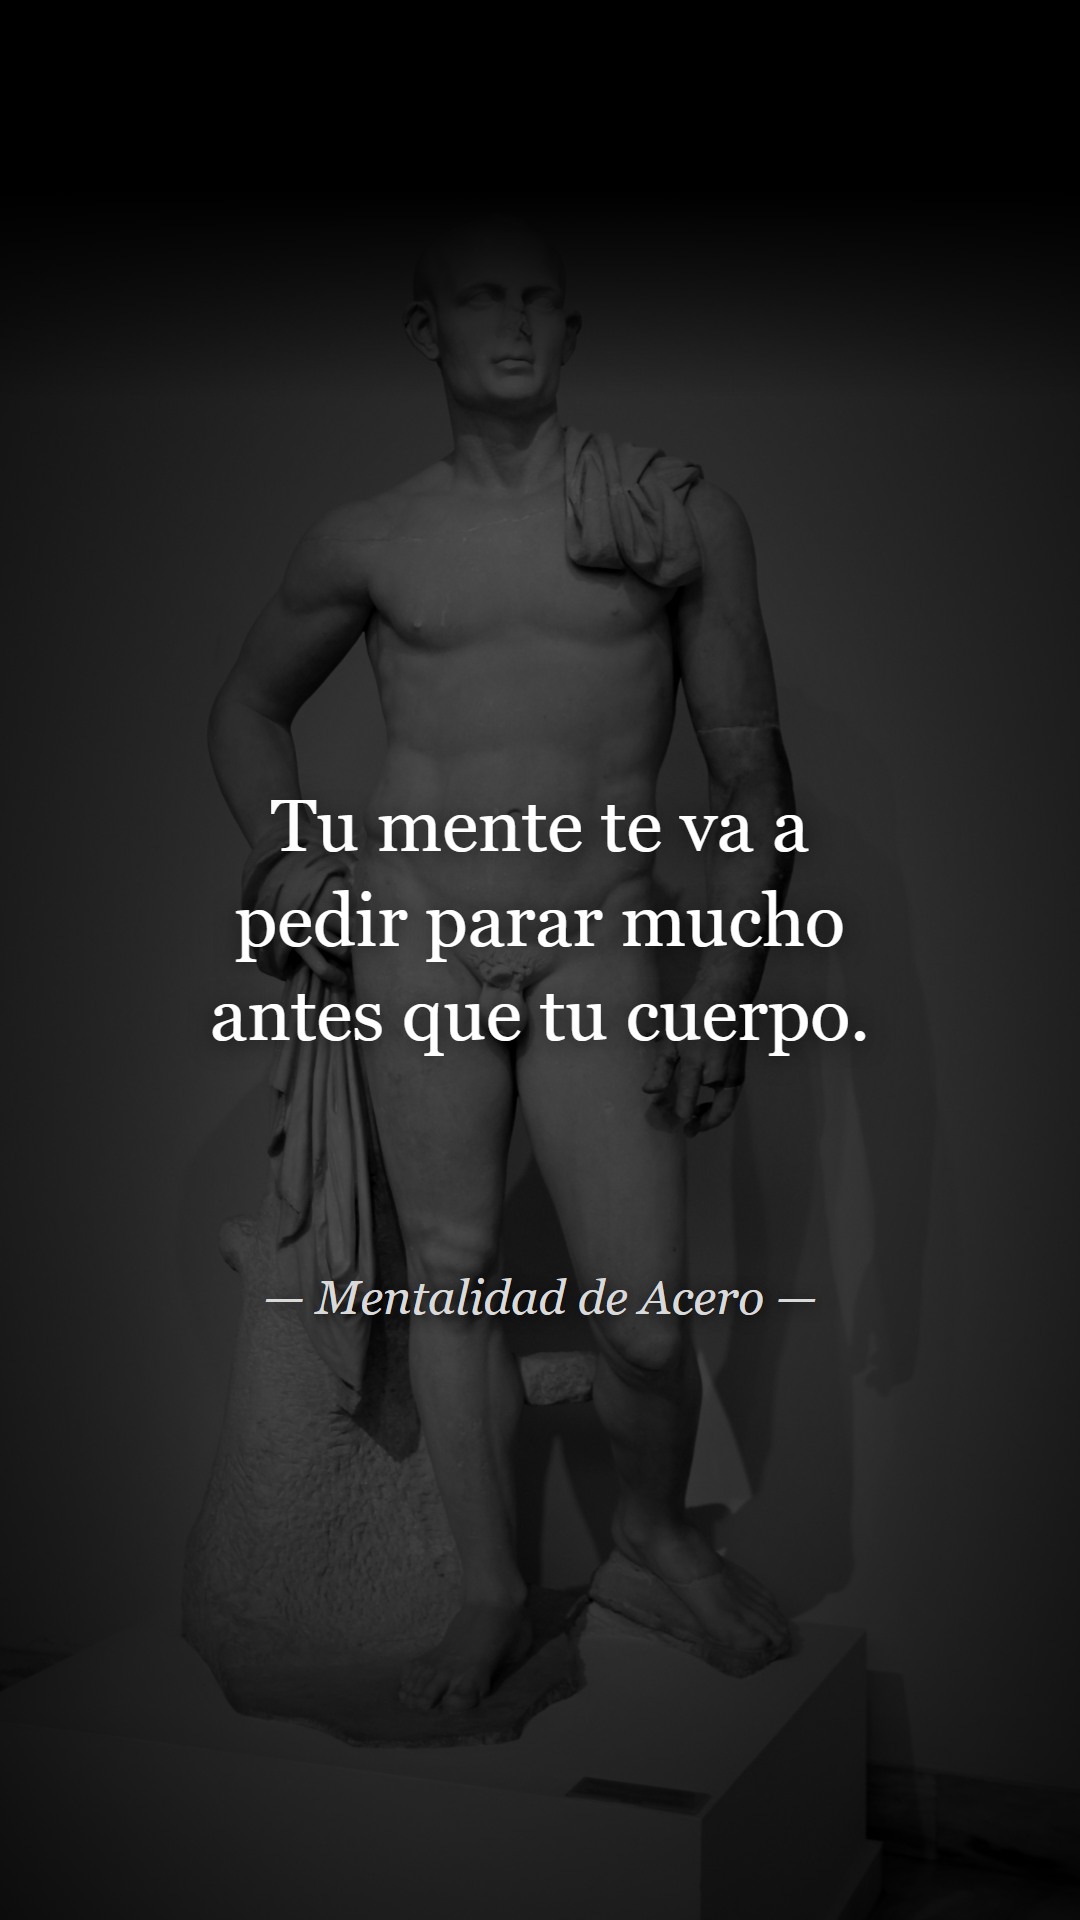 Tu mente te va a
pedir parar mucho
antes que tu cuerpo.
— Mentalidad de Acero —